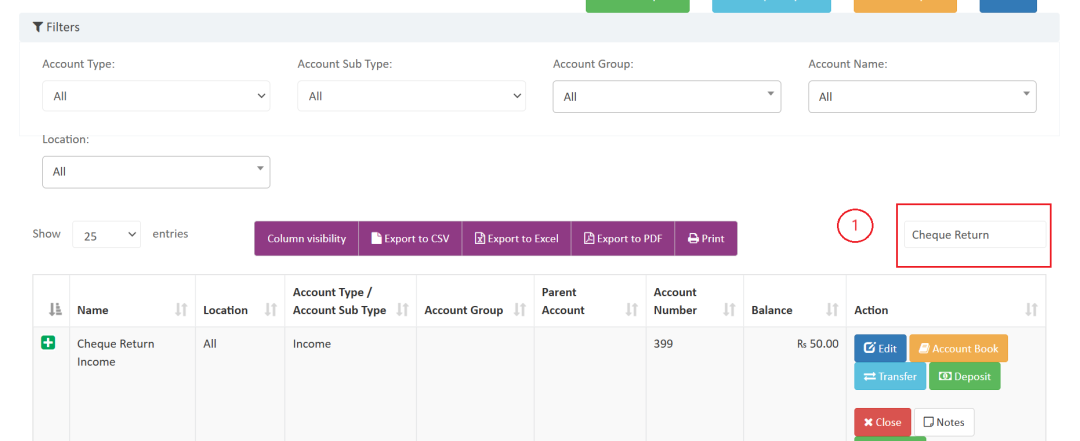 Filters
Account Type: Account Sub Type: Account Group: Account Name:
All All All All
Location:
All
Show 25 entries Column visibility Export to CSV Export to Excel Export to PDF Print 1 Cheque Return
Account Type / Parent Account
Name Location Account Sub Type Account Group Account Number Balance Action
Cheque Return All Income 399 Rs 50.00 Edit Account Book
Income
Transfer Deposit
Close Notes